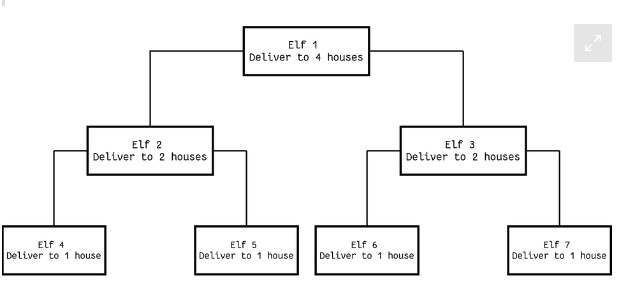 Elf 1
Deliver to 4 houses
Elf 2
Deliver to 2 houses
Elf 3
Deliver to 2 houses
Elf 4
Deliver to 1 house
Elf 5
Deliver to 1 house
Elf 6
Deliver to 1 house
Elf 7
Deliver to 1 house